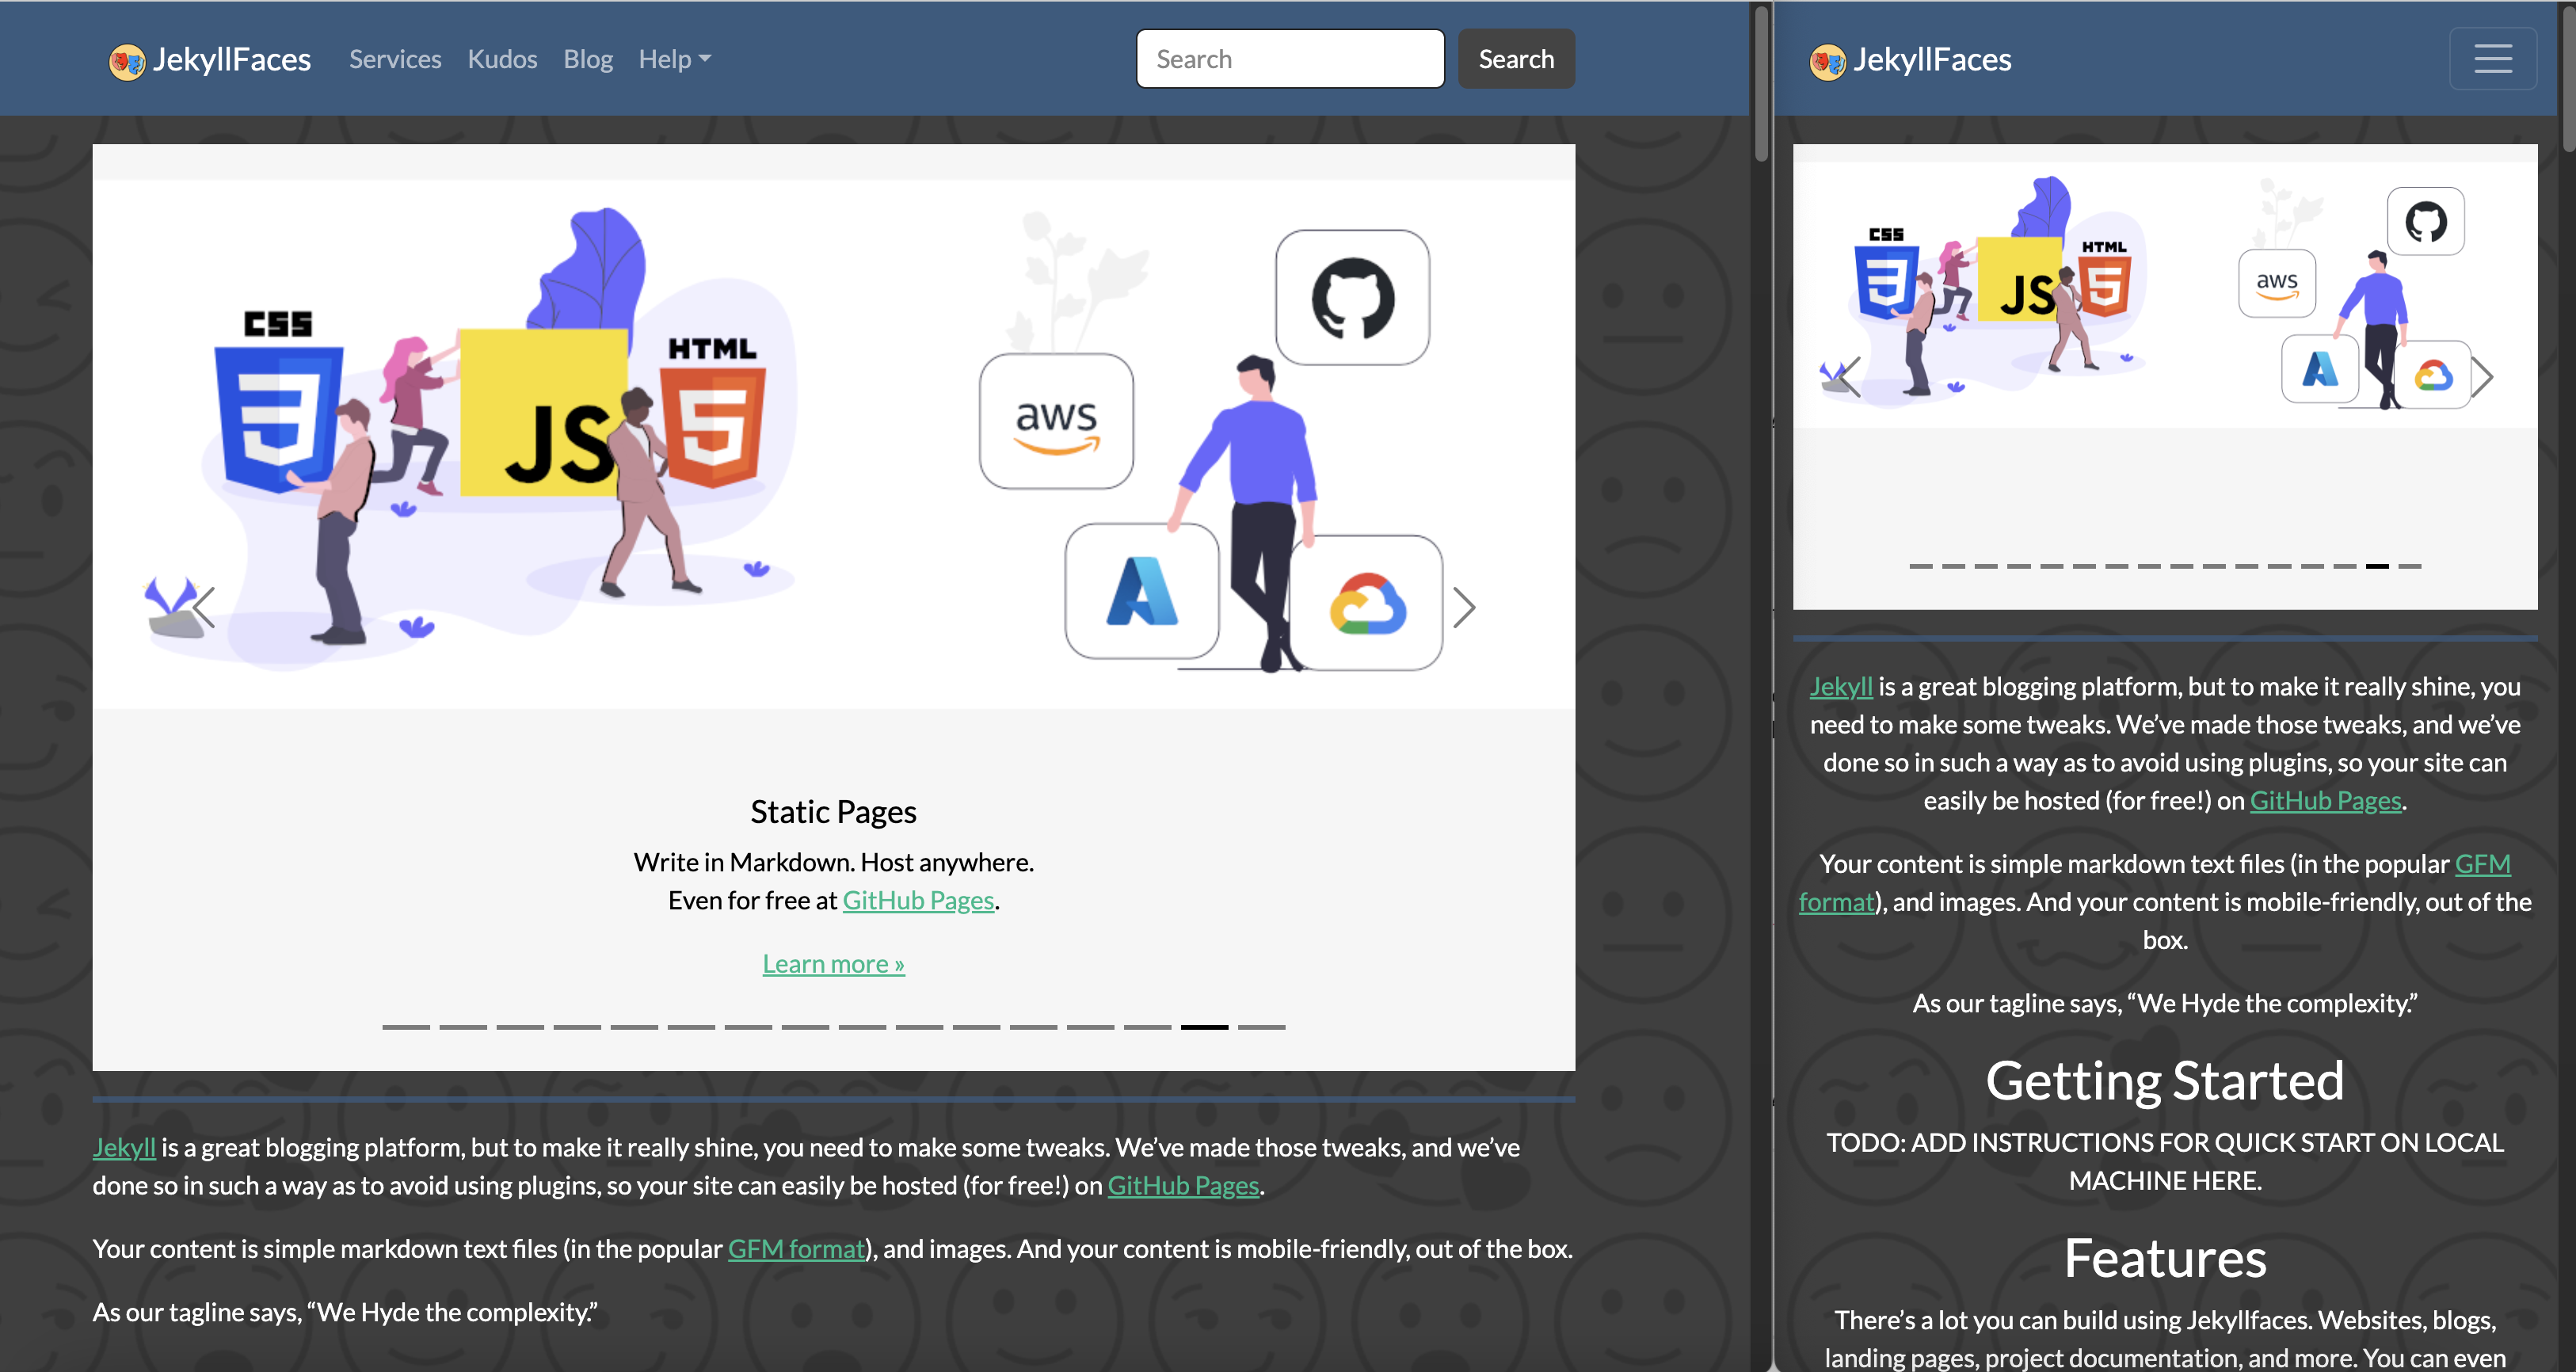 JekyllFaces Services Kudos Blog Help Search Search
CSS
HTML
JS
aws
Static Pages
Write in Markdown. Host anywhere.
Even for free at GitHub Pages.
Learn more »
Jekyll is a great blogging platform, but to make it really shine, you need to make some tweaks. We’ve made those tweaks, and we’ve
done so in such a way as to avoid using plugins, so your site can easily be hosted (for free!) on GitHub Pages.
Your content is simple markdown text files (in the popular GFM format), and images. And your content is mobile-friendly, out of the box.
As our tagline says, “We Hyde the complexity.”
JekyllFaces
CSS
HTML
JS
aws
Jekyll is a great blogging platform, but to make it really shine, you
need to make some tweaks. We’ve made those tweaks, and we’ve
done so in such a way as to avoid using plugins, so your site can
easily be hosted (for free!) on GitHub Pages.
Your content is simple markdown text files (in the popular GFM
format), and images. And your content is mobile-friendly, out of the
box.
As our tagline says, “We Hyde the complexity.”
Getting Started
TODO: ADD INSTRUCTIONS FOR QUICK START ON LOCAL
MACHINE HERE.
Features
There’s a lot you can build using Jekyllfaces. Websites, blogs,
landing pages, project documentation, and more. You can even